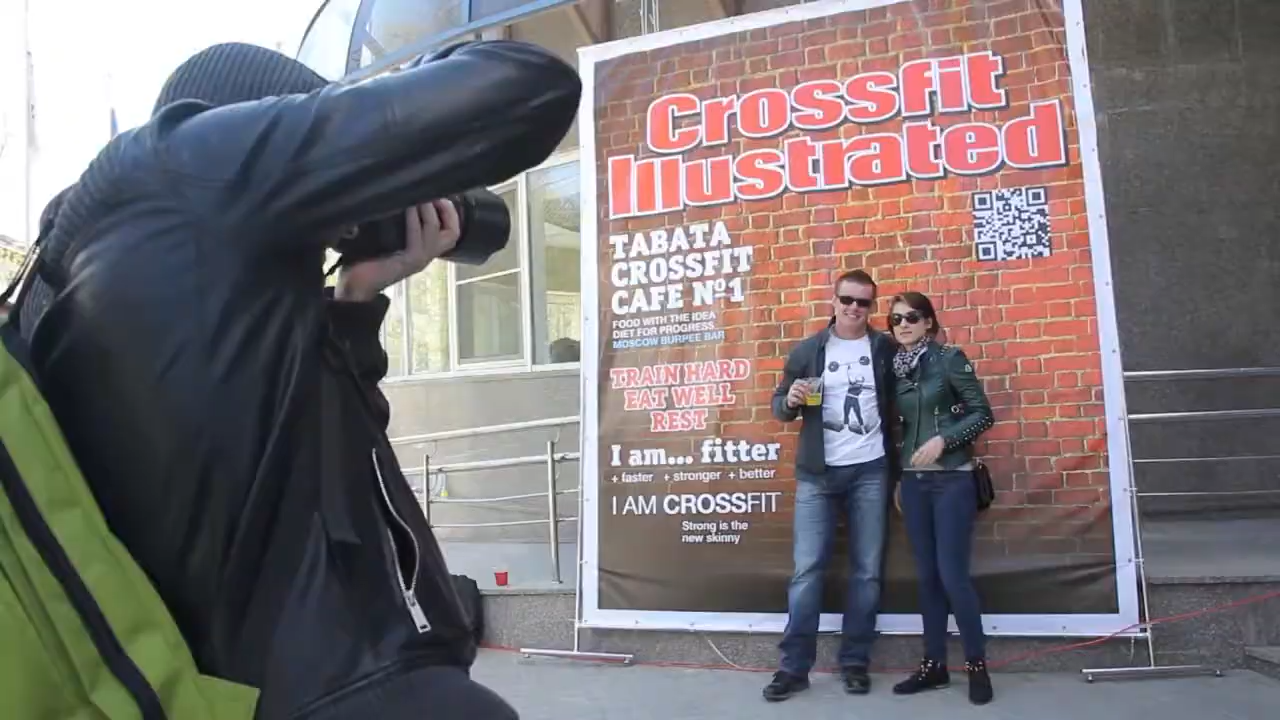 Crossfit
Illustrated
TABATA
CROSSFIT
CAFE Nº1
FOOD WITH THE IDEA
DIET FOR PROGRESS
MOSCOW BURPEE BAR
TRAIN HARD
EAT WELL
REST
I am... fitter
+ faster + stronger + better
I AM CROSSFIT
Strong is the
new skinny